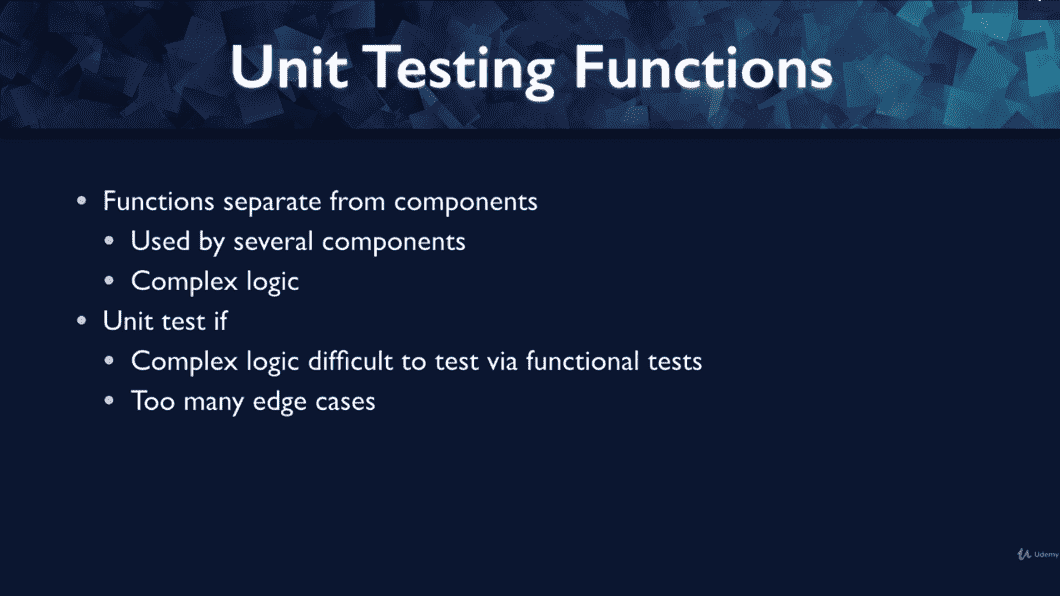 Unit Testing Functions
• Functions separate from components
• Used by several components
• Complex logic
• Unit test if
• Complex logic difficult to test via functional tests
• Too many edge cases
Udemy